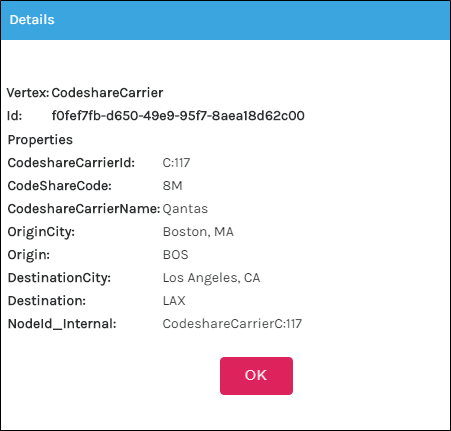 Details
Vertex: CodeshareCarrier
Id: f0fef7fb-d650-49e9-95f7-8aea18d62c00
Properties
CodeshareCarrierId: C:117
CodeShareCode: 8M
CodeshareCarrierName: Qantas
OriginCity: Boston, MA
Origin: BOS
DestinationCity: Los Angeles, CA
Destination: LAX
NodeId_Internal: CodeshareCarrierC:117
OK